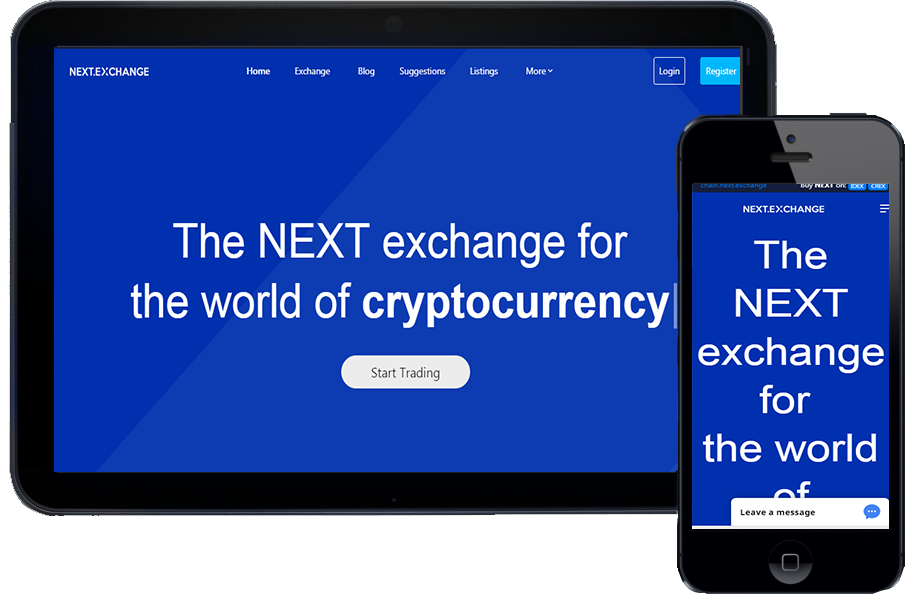 NEXT.EXCHANGE Home Exchange Blog Suggestions Listings More Login Register
The NEXT exchange for
the world of cryptocurrency
Start Trading
chain.next.exchange Buy NEXT on: IDEX CREX
NEXT.EXCHANGE
The
NEXT
exchange
for
the world
of
Leave a message